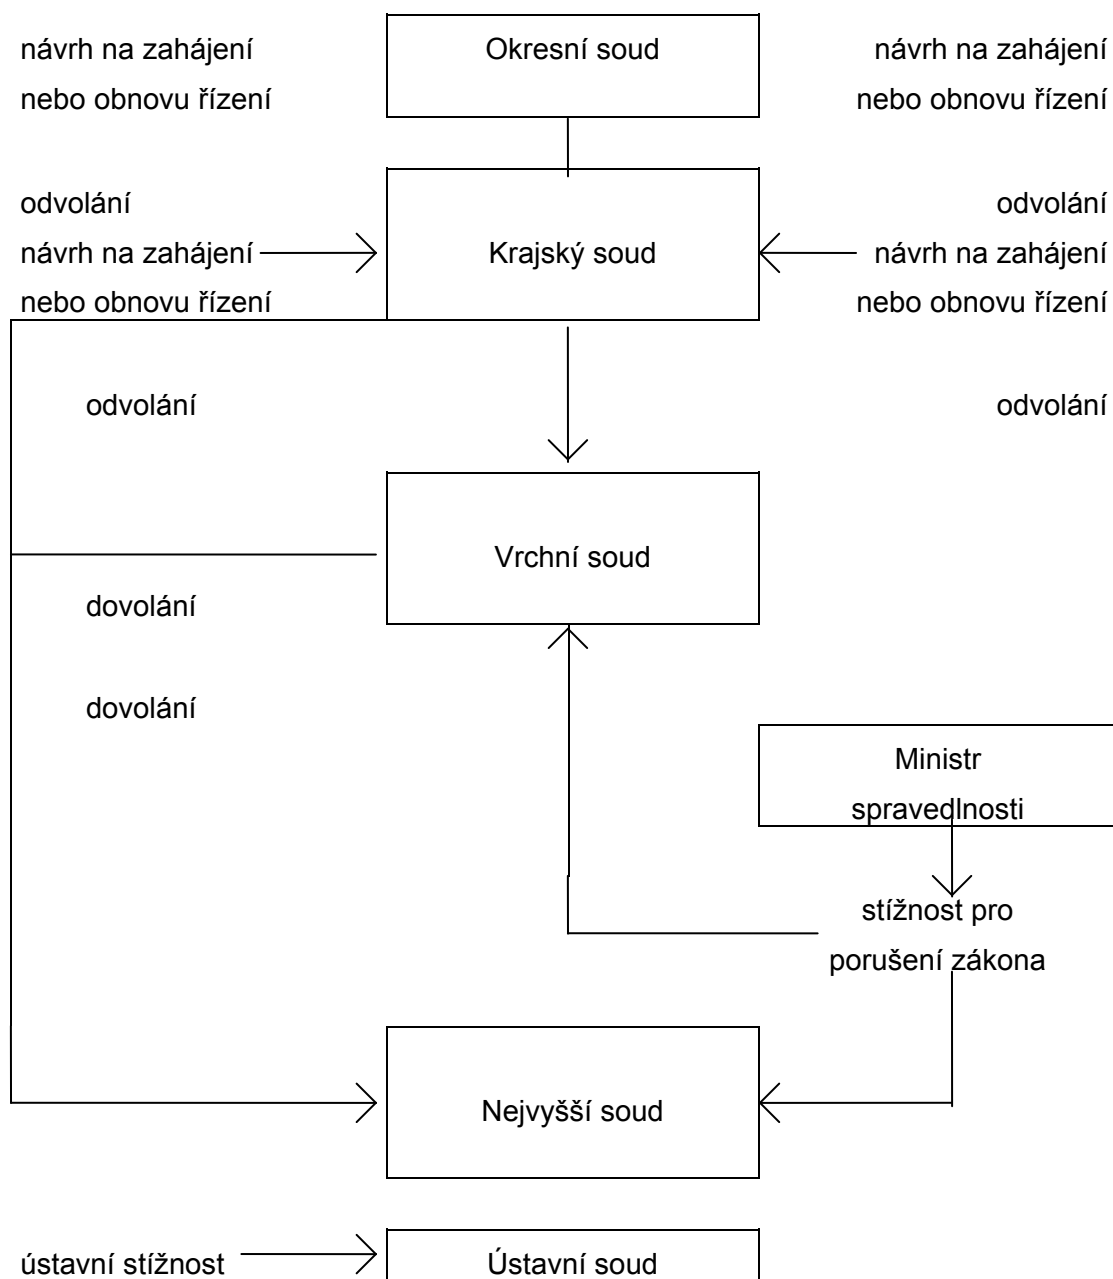 návrh na zahájení Okresní soud návrh na zahájení
nebo obnovu řízení nebo obnovu řízení
odvolání odvolání
návrh na zahájení Krajský soud návrh na zahájení
nebo obnovu řízení nebo obnovu řízení
odvolání odvolání
Vrchní soud
dovolání
dovolání
Ministr
spravedlnosti
stížnost pro
porušení zákona
Nejvyšší soud
ústavní stížnost Ústavní soud